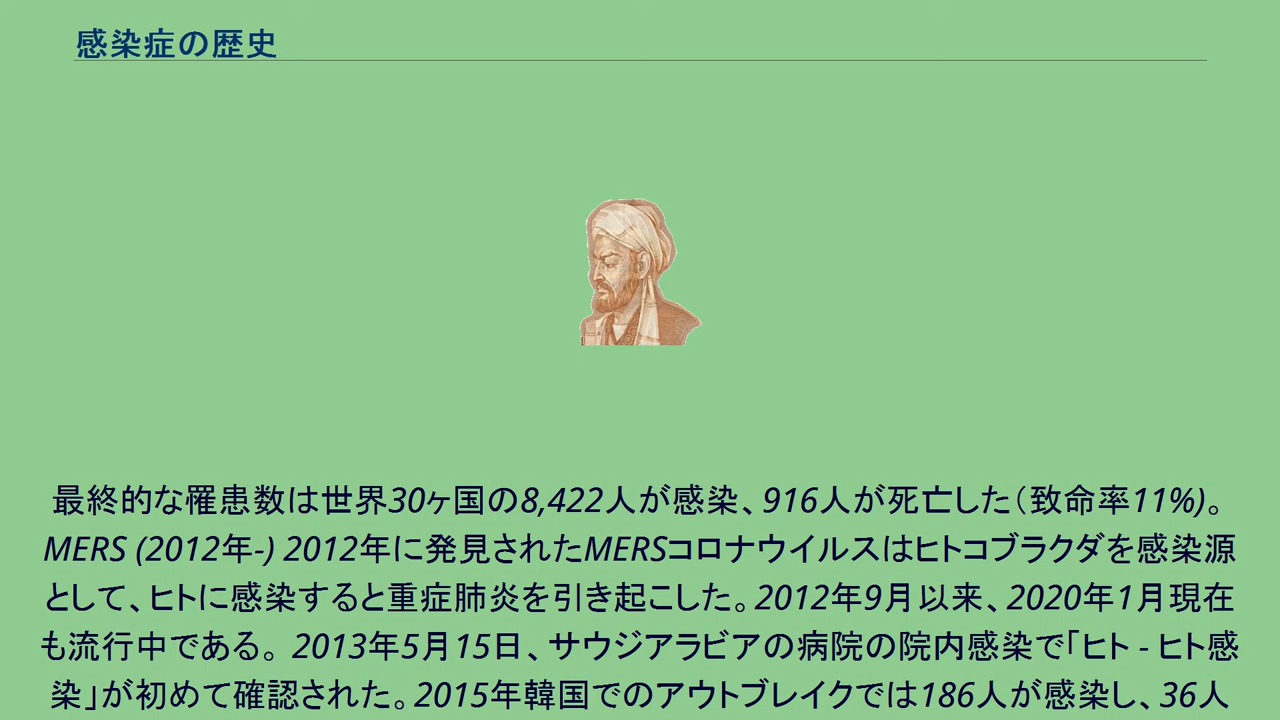 感染症の歴史
最終的な罹患数は世界30ヶ国の8,422人が感染、916人が死亡した（致命率11%)。
MERS (2012年-) 2012年に発見されたMERSコロナウイルスはヒトコブラクダを感染源
として、ヒトに感染すると重症肺炎を引き起こした。2012年9月以来、2020年1月現在
も流行中である。 2013年5月15日、サウジアラビアの病院の院内感染で「ヒト - ヒト感
染」が初めて確認された。2015年韓国でのアウトブレイクでは186人が感染し、36人